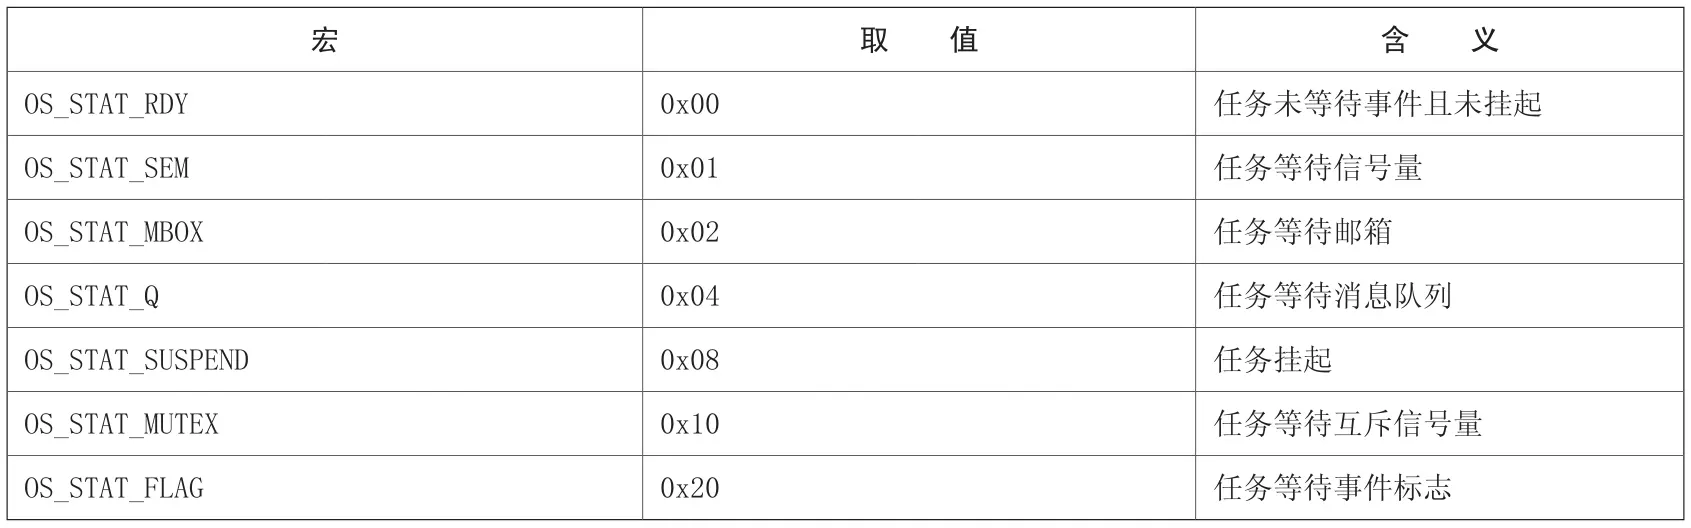 宏 取 值 含 义
OS_STAT_RDY 0x00 任务未等待事件且未挂起
OS_STAT_SEM 0x01 任务等待信号量
OS_STAT_MBOX 0x02 任务等待邮箱
OS_STAT_Q 0x04 任务等待消息队列
OS_STAT_SUSPEND 0x08 任务挂起
OS_STAT_MUTEX 0x10 任务等待互斥信号量
OS_STAT_FLAG 0x20 任务等待事件标志